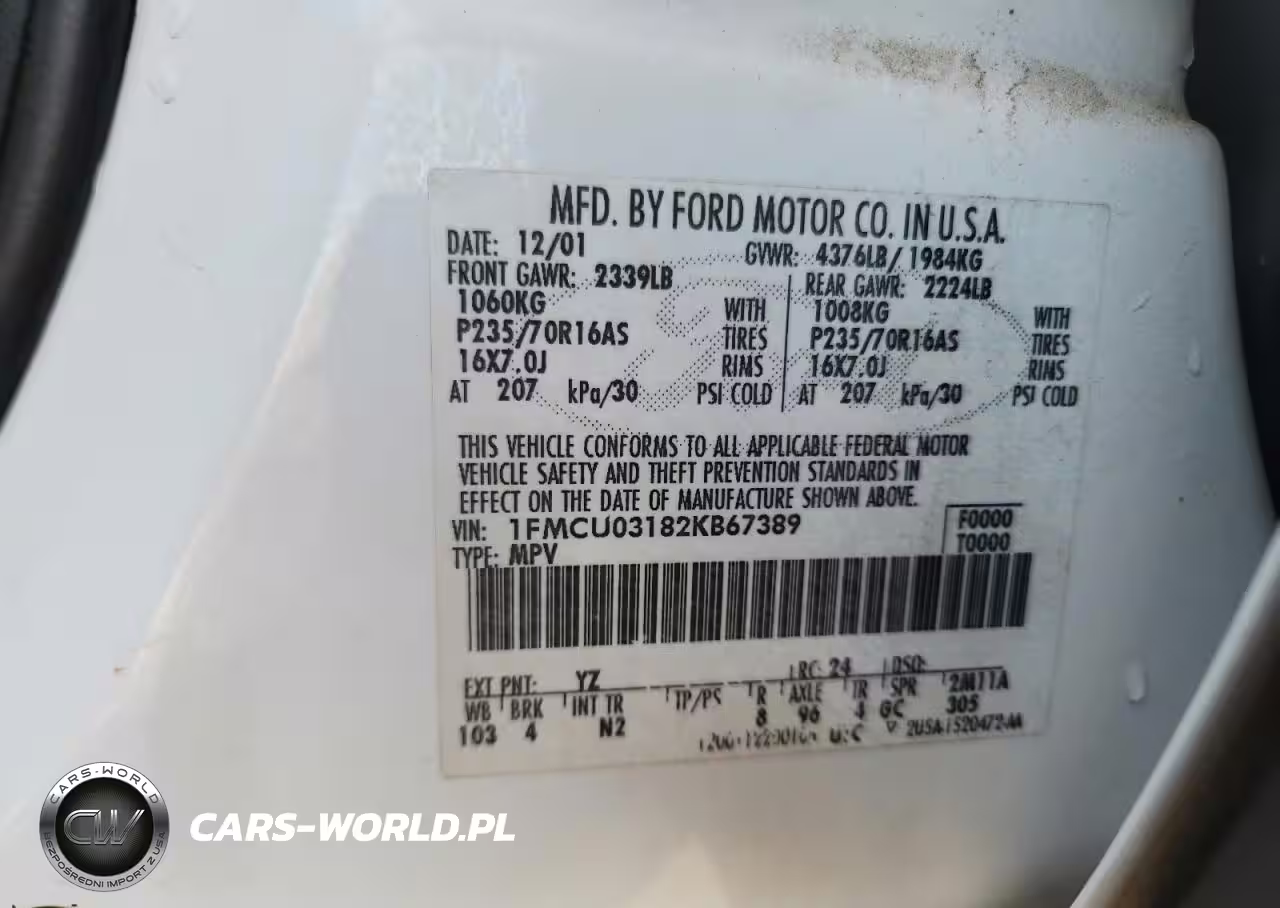 MFD. BY FORD MOTOR CO. IN U.S.A.
DATE: 12/01 GVWR: 4376LB/ 1984KG
FRONT GAWR: 2339LB REAR GAWR: 2224LB
1060KG WITH 1008KG WITH
P235/70R16AS TIRES P235/70R16AS TIRES
16X7.0J RIMS 16X7.0J RIMS
AT 207 kPa/30 PSI COLD AT 207 kPa/30 PSI COLD
THIS VEHICLE CONFORMS TO ALL APPLICABLE FEDERAL MOTOR
VEHICLE SAFETY AND THEFT PREVENTION STANDARDS IN
EFFECT ON THE DATE OF MANUFACTURE SHOWN ABOVE.
VIN: 1FMCU03182KB67389 F0000
TYPE: MPV T0000
EXT PNT: YZ RC: 24 DSO:
WB BRK INT TR TP/PS R AXLE TR SPR 2M11A
103 4 N2 8 96 4 GC 305
CARS-WORLD
CW
BEZPOŚREDNI IMPORT Z USA
CARS-WORLD.PL